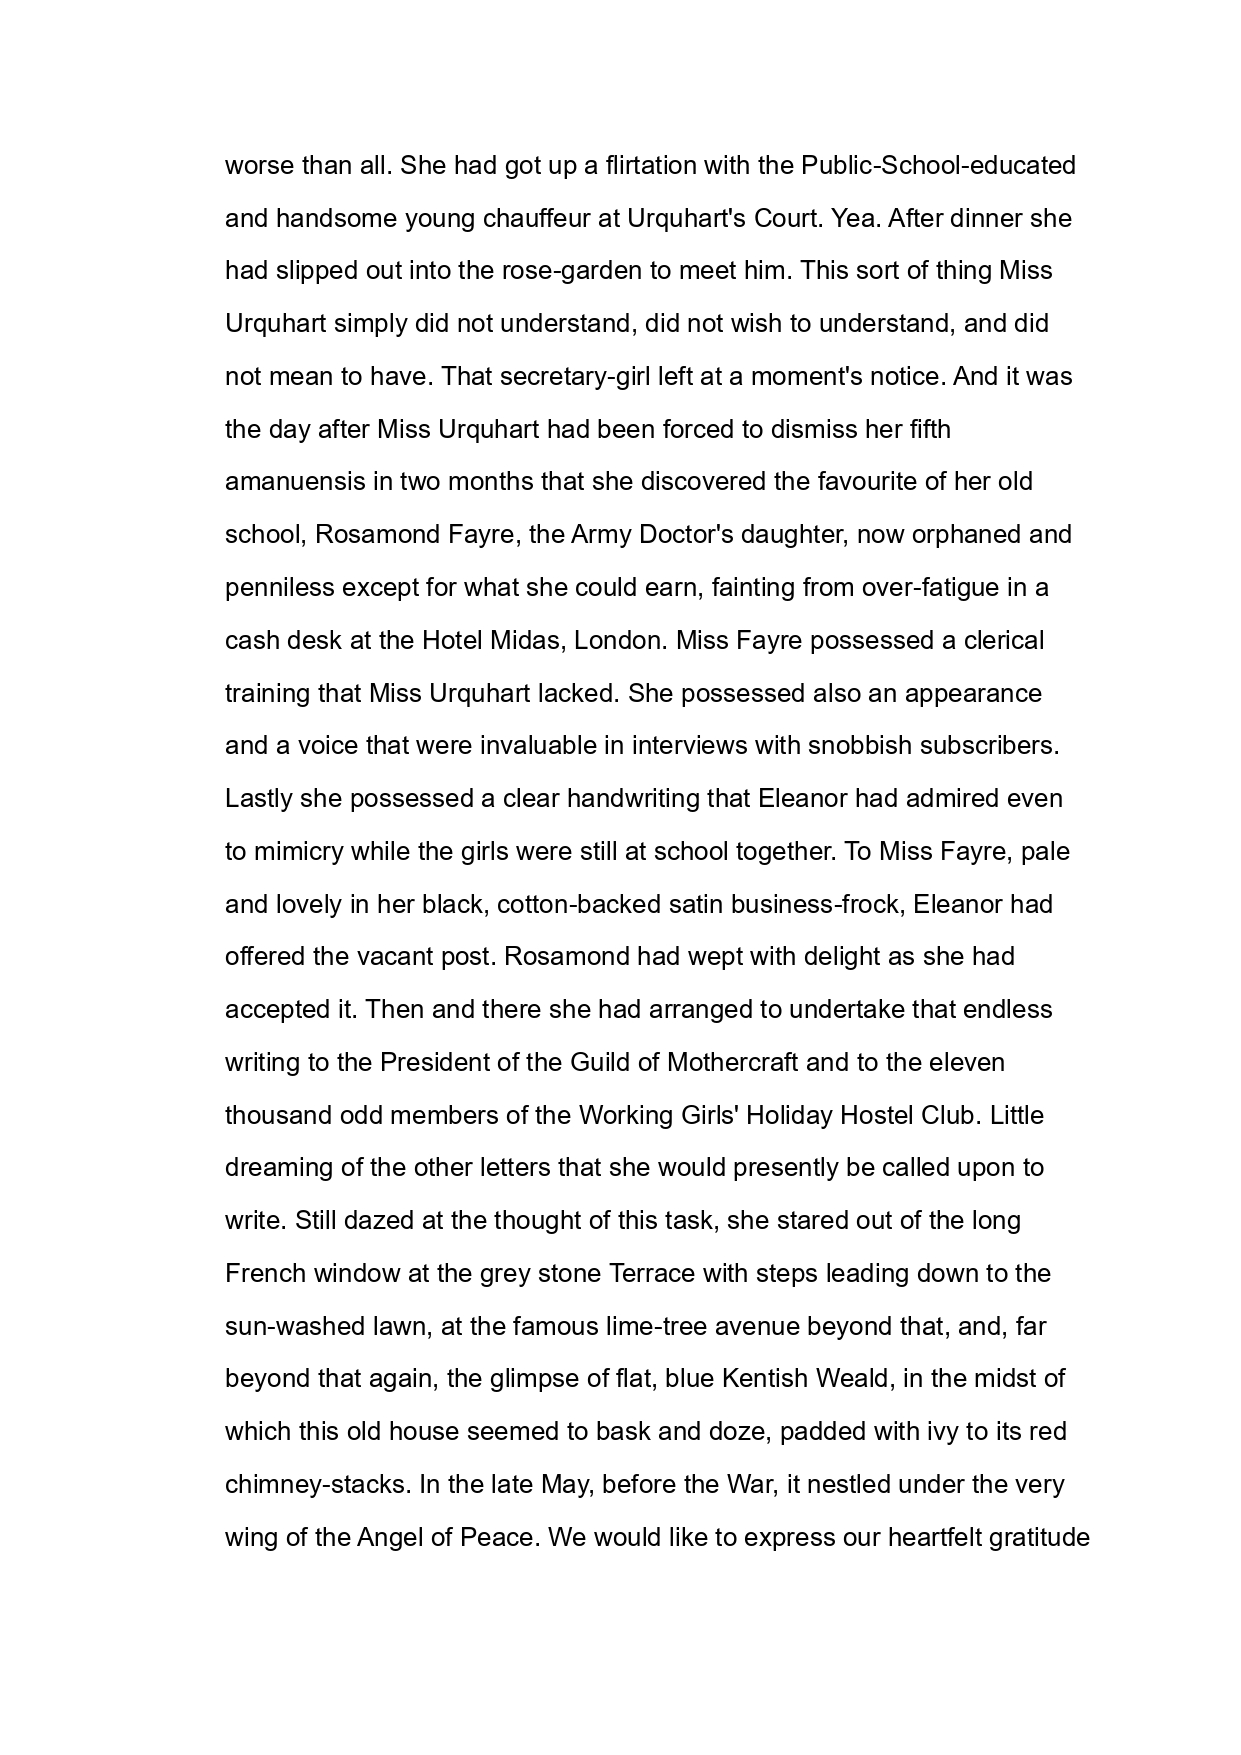 worse than all. She had got up a flirtation with the Public-School-educated
and handsome young chauffeur at Urquhart's Court. Yea. After dinner she
had slipped out into the rose-garden to meet him. This sort of thing Miss
Urquhart simply did not understand, did not wish to understand, and did
not mean to have. That secretary-girl left at a moment's notice. And it was
the day after Miss Urquhart had been forced to dismiss her fifth
amanuensis in two months that she discovered the favourite of her old
school, Rosamond Fayre, the Army Doctor's daughter, now orphaned and
penniless except for what she could earn, fainting from over-fatigue in a
cash desk at the Hotel Midas, London. Miss Fayre possessed a clerical
training that Miss Urquhart lacked. She possessed also an appearance
and a voice that were invaluable in interviews with snobbish subscribers.
Lastly she possessed a clear handwriting that Eleanor had admired even
to mimicry while the girls were still at school together. To Miss Fayre, pale
and lovely in her black, cotton-backed satin business-frock, Eleanor had
offered the vacant post. Rosamond had wept with delight as she had
accepted it. Then and there she had arranged to undertake that endless
writing to the President of the Guild of Mothercraft and to the eleven
thousand odd members of the Working Girls' Holiday Hostel Club. Little
dreaming of the other letters that she would presently be called upon to
write. Still dazed at the thought of this task, she stared out of the long
French window at the grey stone Terrace with steps leading down to the
sun-washed lawn, at the famous lime-tree avenue beyond that, and, far
beyond that again, the glimpse of flat, blue Kentish Weald, in the midst of
which this old house seemed to bask and doze, padded with ivy to its red
chimney-stacks. In the late May, before the War, it nestled under the very
wing of the Angel of Peace. We would like to express our heartfelt gratitude